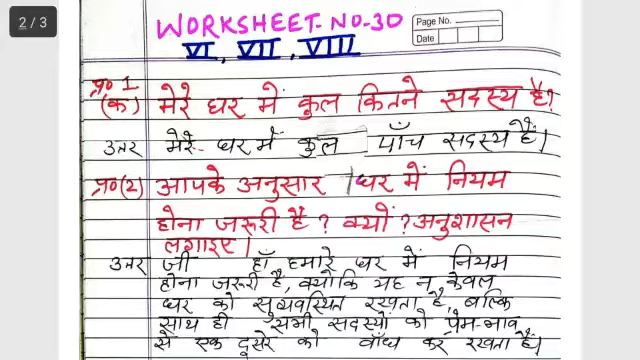 2 / 3
WORKSHEET-NO-30
VI, VII, VIII
Page No.
Date
प्र०1
(क) मेरे घर में कुल कितने सदस्य है?
उत्तर मेरे घर में कुल पाँच सदस्य हैं।
प्र०(2) आपके अनुसार घर में नियम
होना जरूरी है? क्यों? अनुशासन
लगाइए।
उत्तर जी हाँ हमारे घर में नियम
होना जरूरी है, क्योंकि यह न केवल
घर को सुव्यवस्थित रखता है, बल्कि
साथ ही सभी सदस्यों को प्रेम-भाव
से एक दूसरे को बाँध कर रखता है।